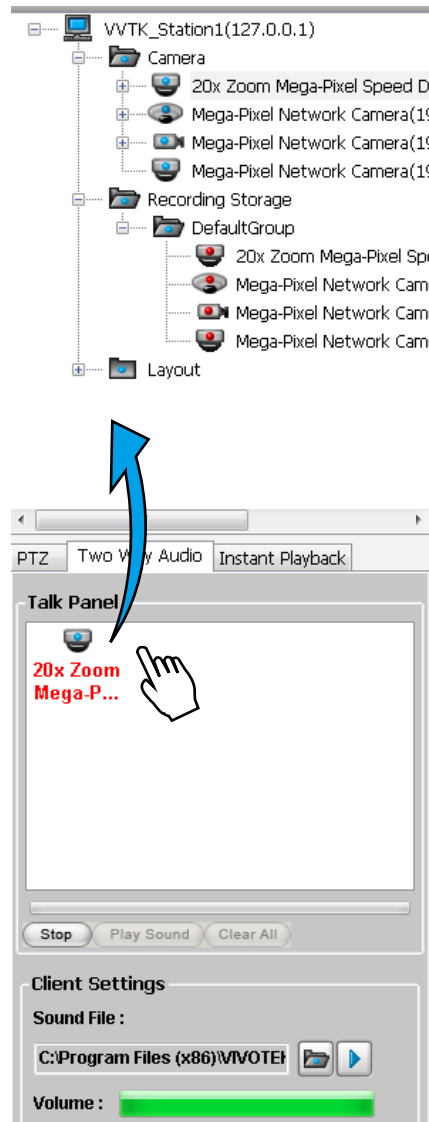 VVTK_Station1(127.0.0.1)
Camera
20x Zoom Mega-Pixel Speed D
Mega-Pixel Network Camera(19
Mega-Pixel Network Camera(19
Mega-Pixel Network Camera(19
Recording Storage
DefaultGroup
20x Zoom Mega-Pixel Spe
Mega-Pixel Network Cam
Mega-Pixel Network Cam
Mega-Pixel Network Cam
Layout
PTZ Two Way Audio Instant Playback
Talk Panel
20x Zoom
Mega-P...
Stop Play Sound Clear All
Client Settings
Sound File :
C:\Program Files (x86)\VIVOTEK
Volume :